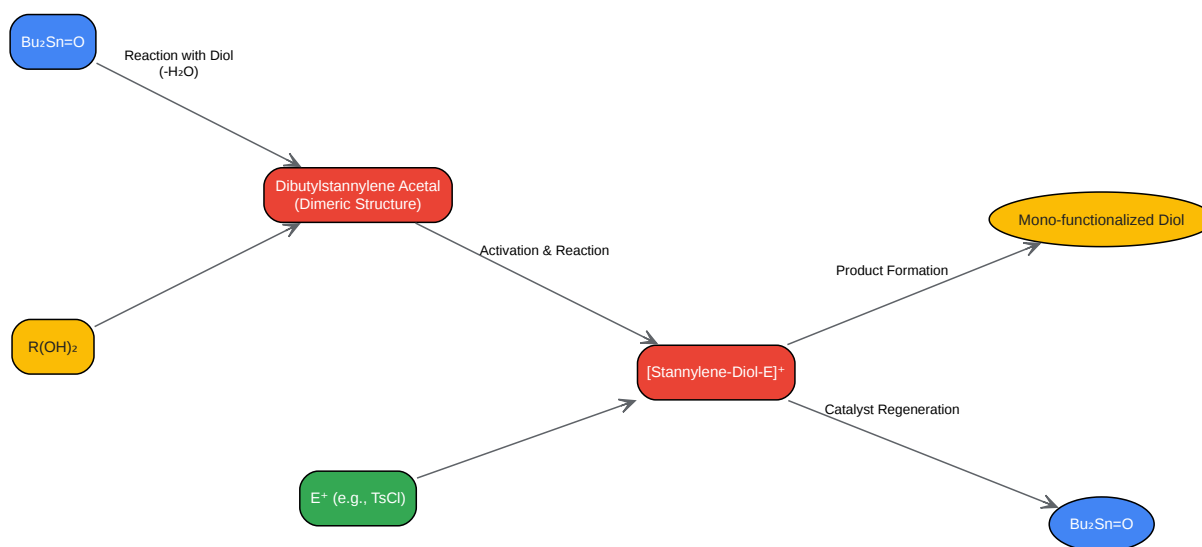 Bu₂Sn=O
Reaction with Diol
(-H₂O)
Dibutylstannylene Acetal
(Dimeric Structure)
R(OH)₂
Activation & Reaction
Mono-functionalized Diol
Product Formation
[Stannylene-Diol-E]⁺
Catalyst Regeneration
E⁺ (e.g., TsCl)
Bu₂Sn=O